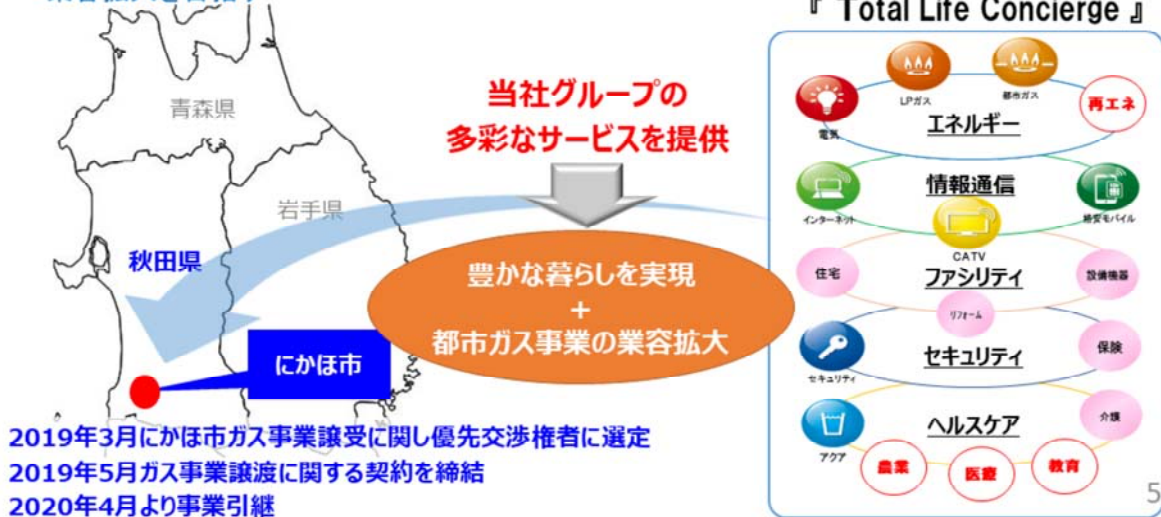 『 Total Life Concierge 』
青森県
岩手県
秋田県
にかほ市
当社グループの
多彩なサービスを提供
豊かな暮らしを実現
+
都市ガス事業の業容拡大
2019年3月にかほ市ガス事業譲受に関し優先交渉権者に選定
2019年5月ガス事業譲渡に関する契約を締結
2020年4月より事業引継
LPガス
都市ガス
電気
再エネ
エネルギー
情報通信
インターネット
格安モバイル
CATV
住宅
ファシリティ
設備機器
リフォーム
セキュリティ
セキュリティ
保険
ヘルスケア
介護
アクア
農業
医療
教育
5